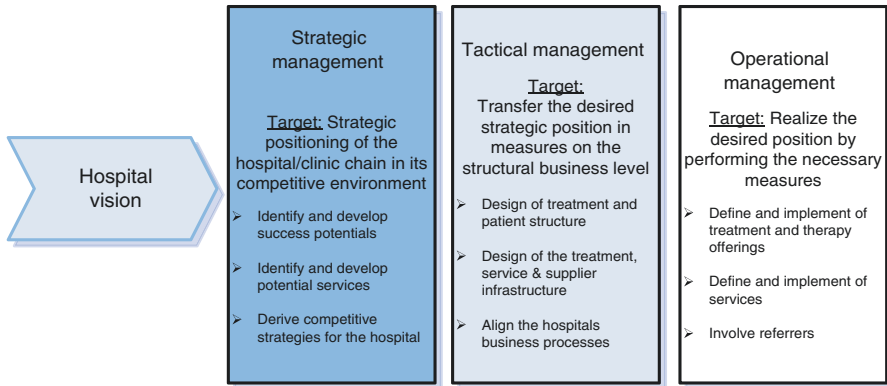 Hospital
vision
Strategic
management
Target: Strategic
positioning of the
hospital/clinic chain in its
competitive environment
➢ Identify and develop
success potentials
➢ Identify and develop
potential services
➢ Derive competitive
strategies for the hospital
Tactical management
Target:
Transfer the desired
strategic position in
measures on the
structural business level
➢ Design of treatment and
patient structure
➢ Design of the treatment,
service & supplier
infrastructure
➢ Align the hospitals
business processes
Operational
management
Target: Realize the
desired position by
performing the necessary
measures
➢ Define and implement of
treatment and therapy
offerings
➢ Define and implement of
services
➢ Involve referrers